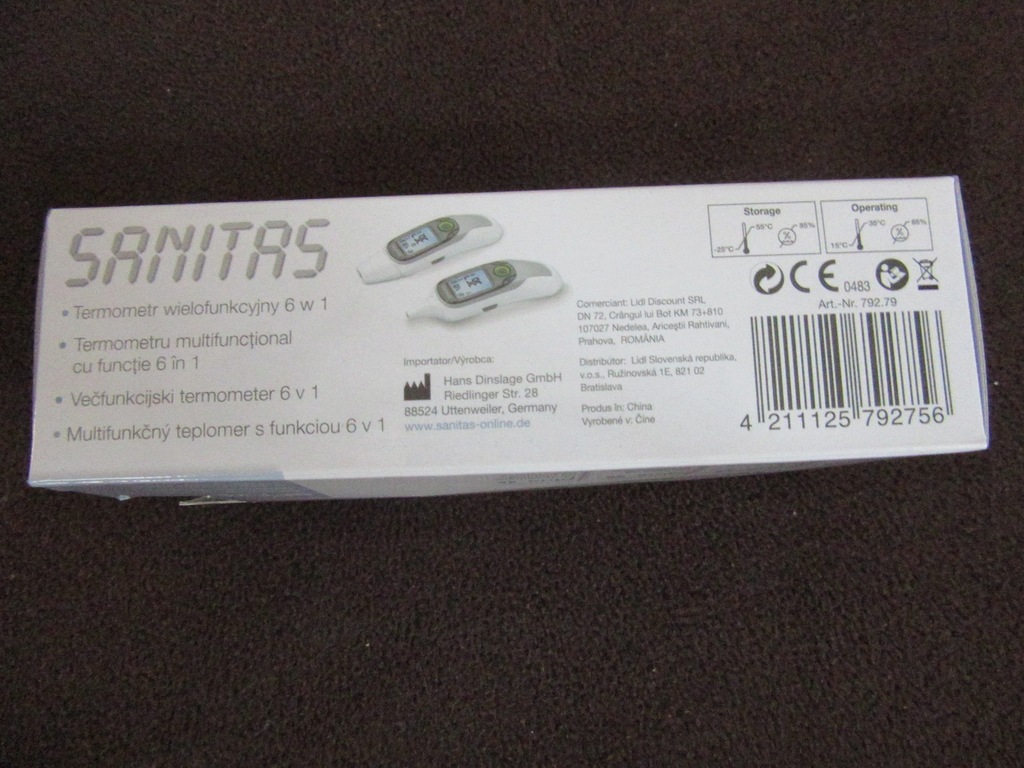 SANITAS
• Termometr wielofunkcyjny 6 w 1
• Termometru multifuncțional
cu funcție 6 în 1
• Večfunkcijski termometer 6 v 1
• Multifunkčný teplomer s funkciou 6 v 1
Importator/Výrobca:
Hans Dinslage GmbH
Riedlinger Str. 28
88524 Uttenweiler, Germany
www.sanitas-online.de
Comerciant: Lidl Discount SRL
DN 72, Crângul lui Bot KM 73+810
107027 Nedelea, Ariceștii Rahtivani,
Prahova, ROMÂNIA
Distribútor: Lidl Slovenská republika,
v.o.s., Ružinovská 1E, 821 02
Bratislava
Produs în: China
Vyrobené v: Číne
Storage
-25°C 55°C % 95%
Operating
15°C 35°C % 85%
CE 0483
Art.-Nr. 792.79
4 211125 792756